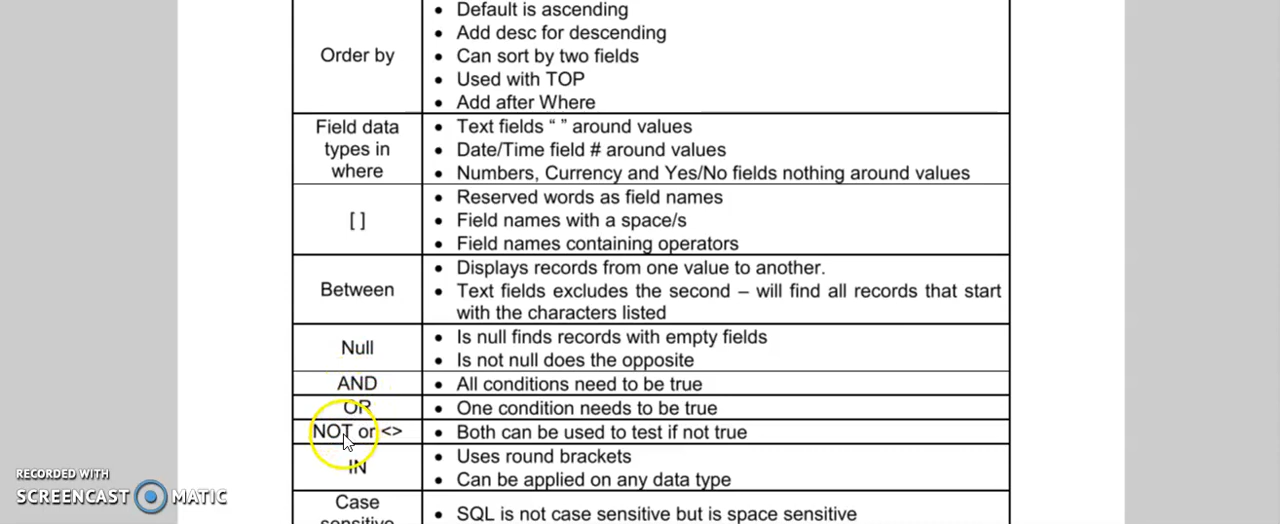 Order by
• Default is ascending
• Add desc for descending
• Can sort by two fields
• Used with TOP
• Add after Where
Field data
types in
where
• Text fields “ ” around values
• Date/Time field # around values
• Numbers, Currency and Yes/No fields nothing around values
[ ]
• Reserved words as field names
• Field names with a space/s
• Field names containing operators
Between
• Displays records from one value to another.
• Text fields excludes the second – will find all records that start
with the characters listed
Null
• Is null finds records with empty fields
• Is not null does the opposite
AND
• All conditions need to be true
OR
• One condition needs to be true
NOT or <>
• Both can be used to test if not true
IN
• Uses round brackets
• Can be applied on any data type
Case
sensitive
• SQL is not case sensitive but is space sensitive
RECORDED WITH
SCREENCAST MATIC